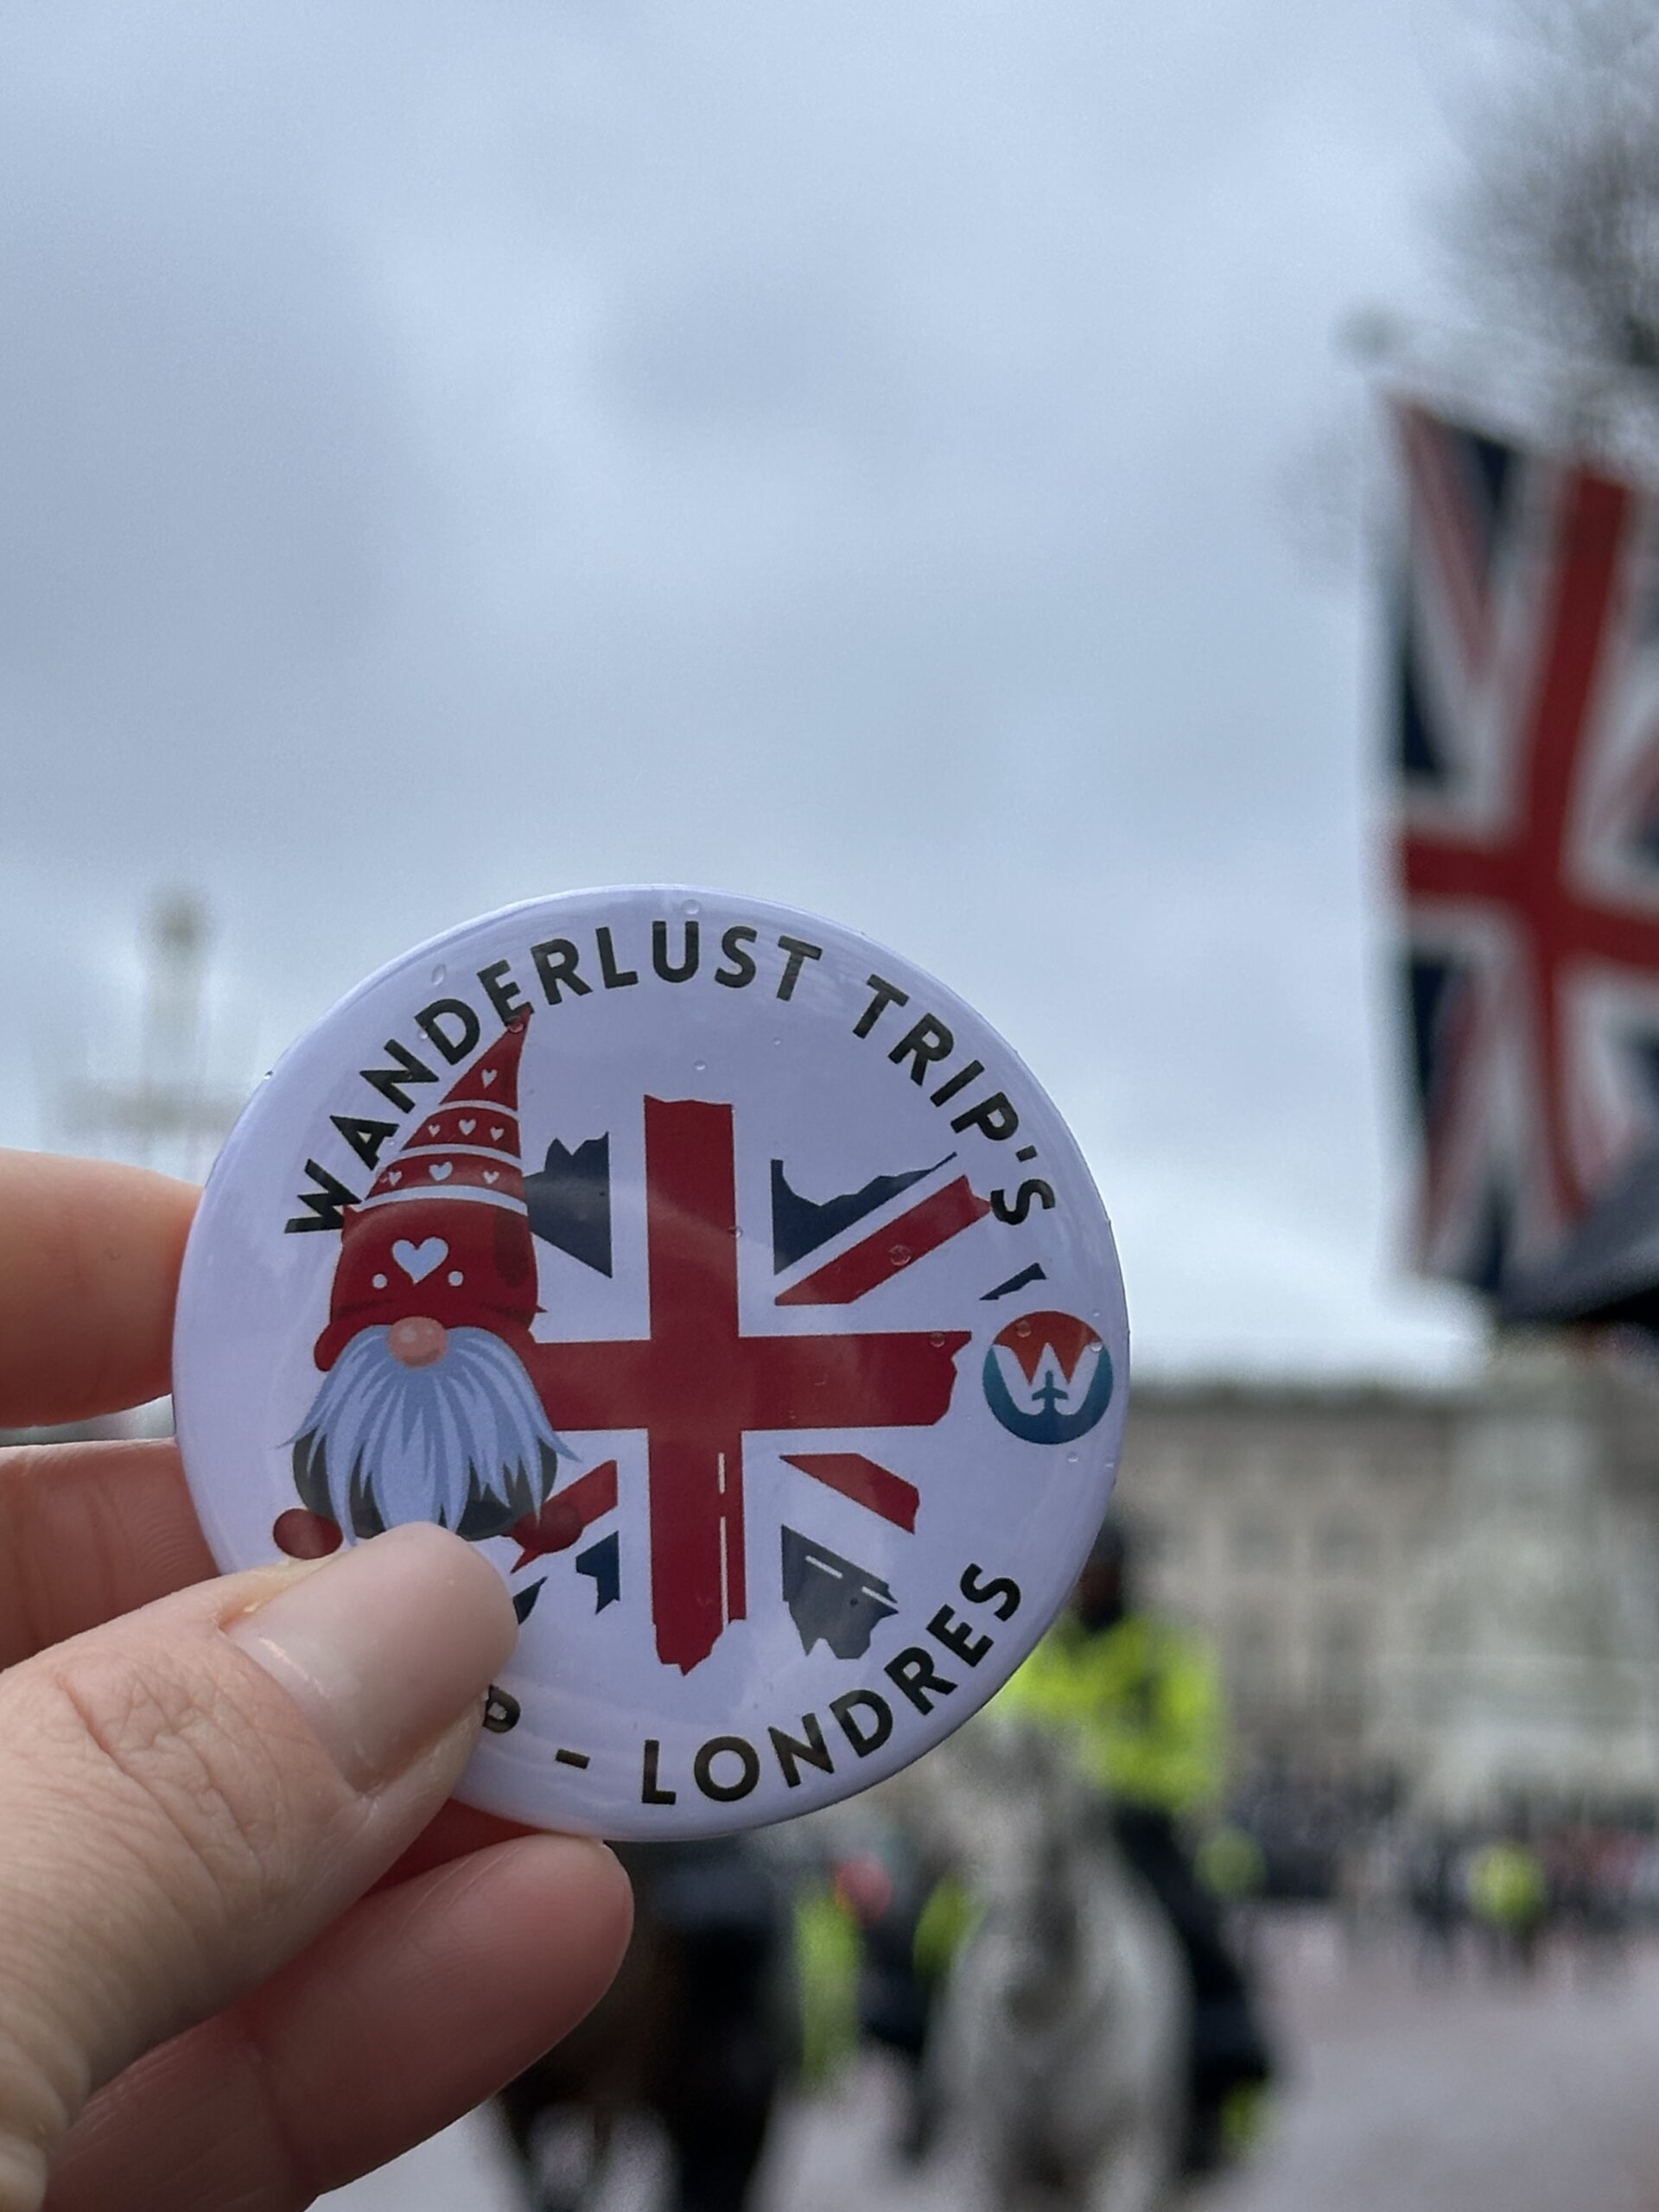 WANDERLUST TRIP'S
- LONDRES
W